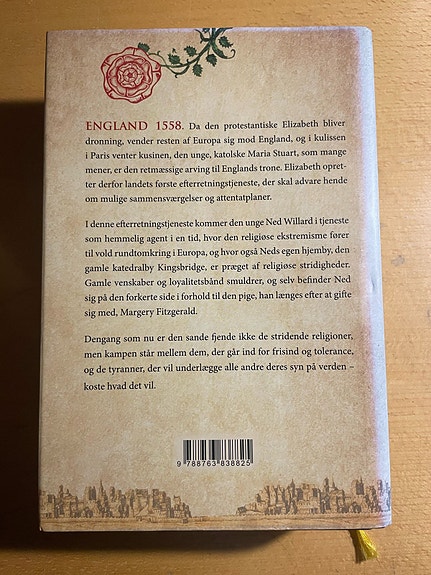 ENGLAND 1558. Da den protestantiske Elizabeth bliver
dronning, vender resten af Europa sig mod England, og i kulissen
i Paris venter kusinen, den unge, katolske Maria Stuart, som mange
mener, er den retmæssige arving til Englands trone. Elizabeth opret-
ter derfor landets første efterretningstjeneste, der skal advare hende
om mulige sammensværgelser og attentatplaner.
I denne efterretningstjeneste kommer den unge Ned Willard i tjeneste
som hemmelig agent i en tid, hvor den religiøse ekstremisme fører
til vold rundtomkring i Europa, og hvor også Neds egen hjemby, den
gamle katedralby Kingsbridge, er præget af religiøse stridigheder.
Gamle venskaber og loyalitetsbånd smuldrer, og selv befinder Ned
sig på den forkerte side i forhold til den pige, han længes efter at gifte
sig med, Margery Fitzgerald.
Dengang som nu er den sande fjende ikke de stridende religioner,
men kampen står mellem dem, der går ind for frisind og tolerance,
og de tyranner, der vil underlægge alle andre deres syn på verden –
koste hvad det vil.
9 788763 838825